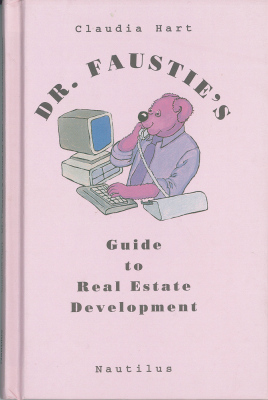 Claudia Hart
DR. FAUSTIE'S
Guide
to
Real Estate
Development
Nautilus